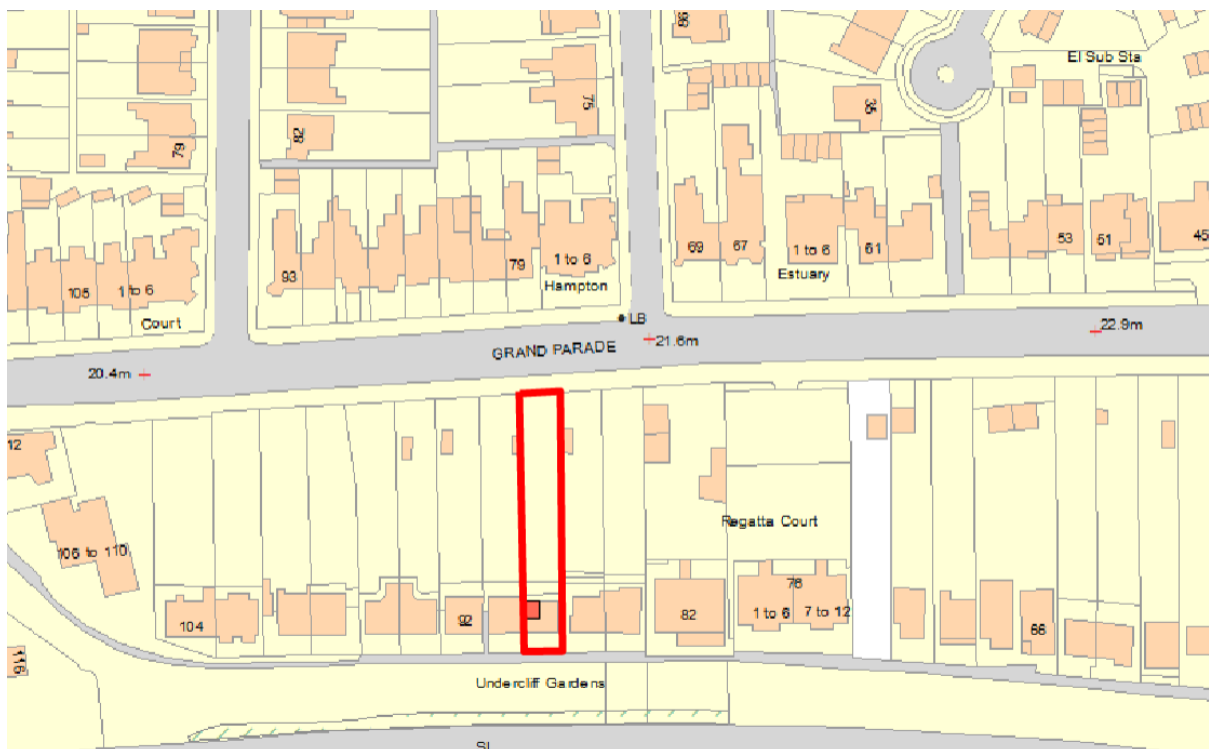 El Sub Sta
79
82
75
86
35
93
79
1 to 6
Hampton
69
67
1 to 6
Estuary
61
53
51
45
105
1 to 6
Court
LB
GRAND PARADE
20.4m
21.6m
22.9m
12
106 to 110
Regatta Court
104
92
82
76
1 to 6
7 to 12
66
116
Undercliff Gardens